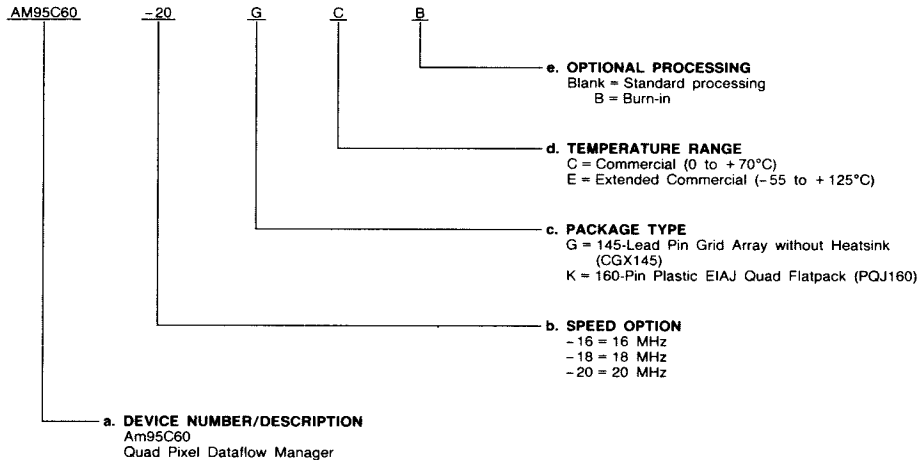 AM95C60 -20 G C B
e. OPTIONAL PROCESSING
Blank = Standard processing
B = Burn-in
d. TEMPERATURE RANGE
C = Commercial (0 to +70°C)
E = Extended Commercial (-55 to +125°C)
c. PACKAGE TYPE
G = 145-Lead Pin Grid Array without Heatsink
(CGX145)
K = 160-Pin Plastic EIAJ Quad Flatpack (PQJ160)
b. SPEED OPTION
-16 = 16 MHz
-18 = 18 MHz
-20 = 20 MHz
a. DEVICE NUMBER/DESCRIPTION
Am95C60
Quad Pixel Dataflow Manager